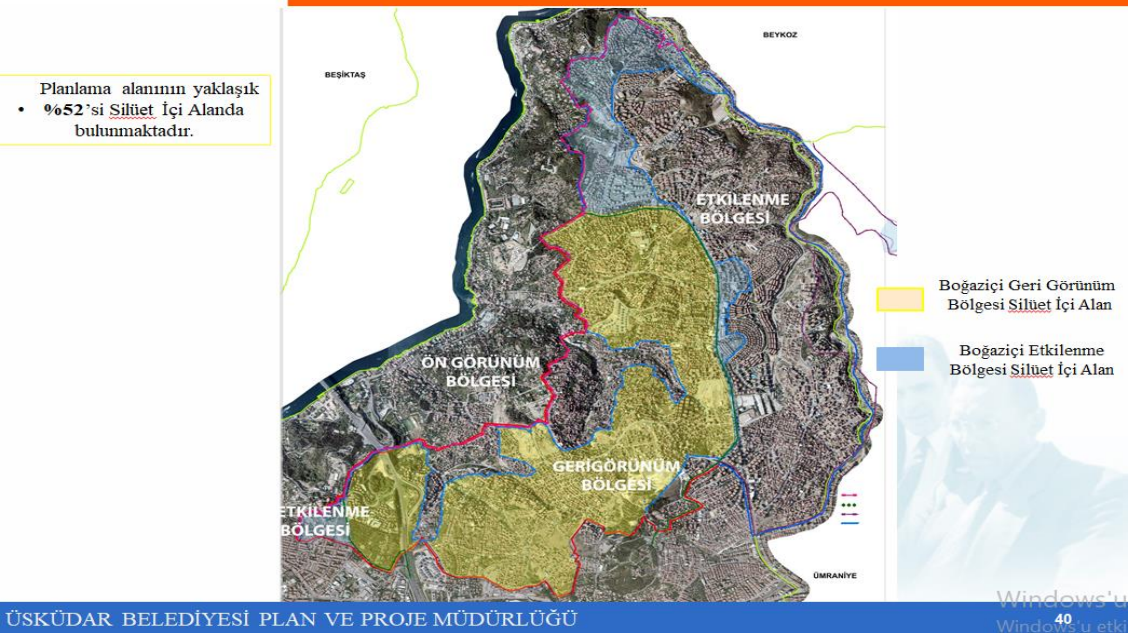 Planlama alanının yaklaşık
• %52'si Silüet İçi Alanda
bulunmaktadır.
BEŞİKTAŞ
BEYKOZ
ETKİLENME
BÖLGESİ
ÖN GÖRÜNÜM
BÖLGESİ
GERİGÖRÜNÜM
BÖLGESİ
ETKİLENME
BÖLGESİ
ÜMRANİYE
Boğaziçi Geri Görünüm
Bölgesi Silüet İçi Alan
Boğaziçi Etkilenme
Bölgesi Silüet İçi Alan
ÜSKÜDAR BELEDİYESİ PLAN VE PROJE MÜDÜRLÜĞÜ
40
Windows'u
Windows'u etki